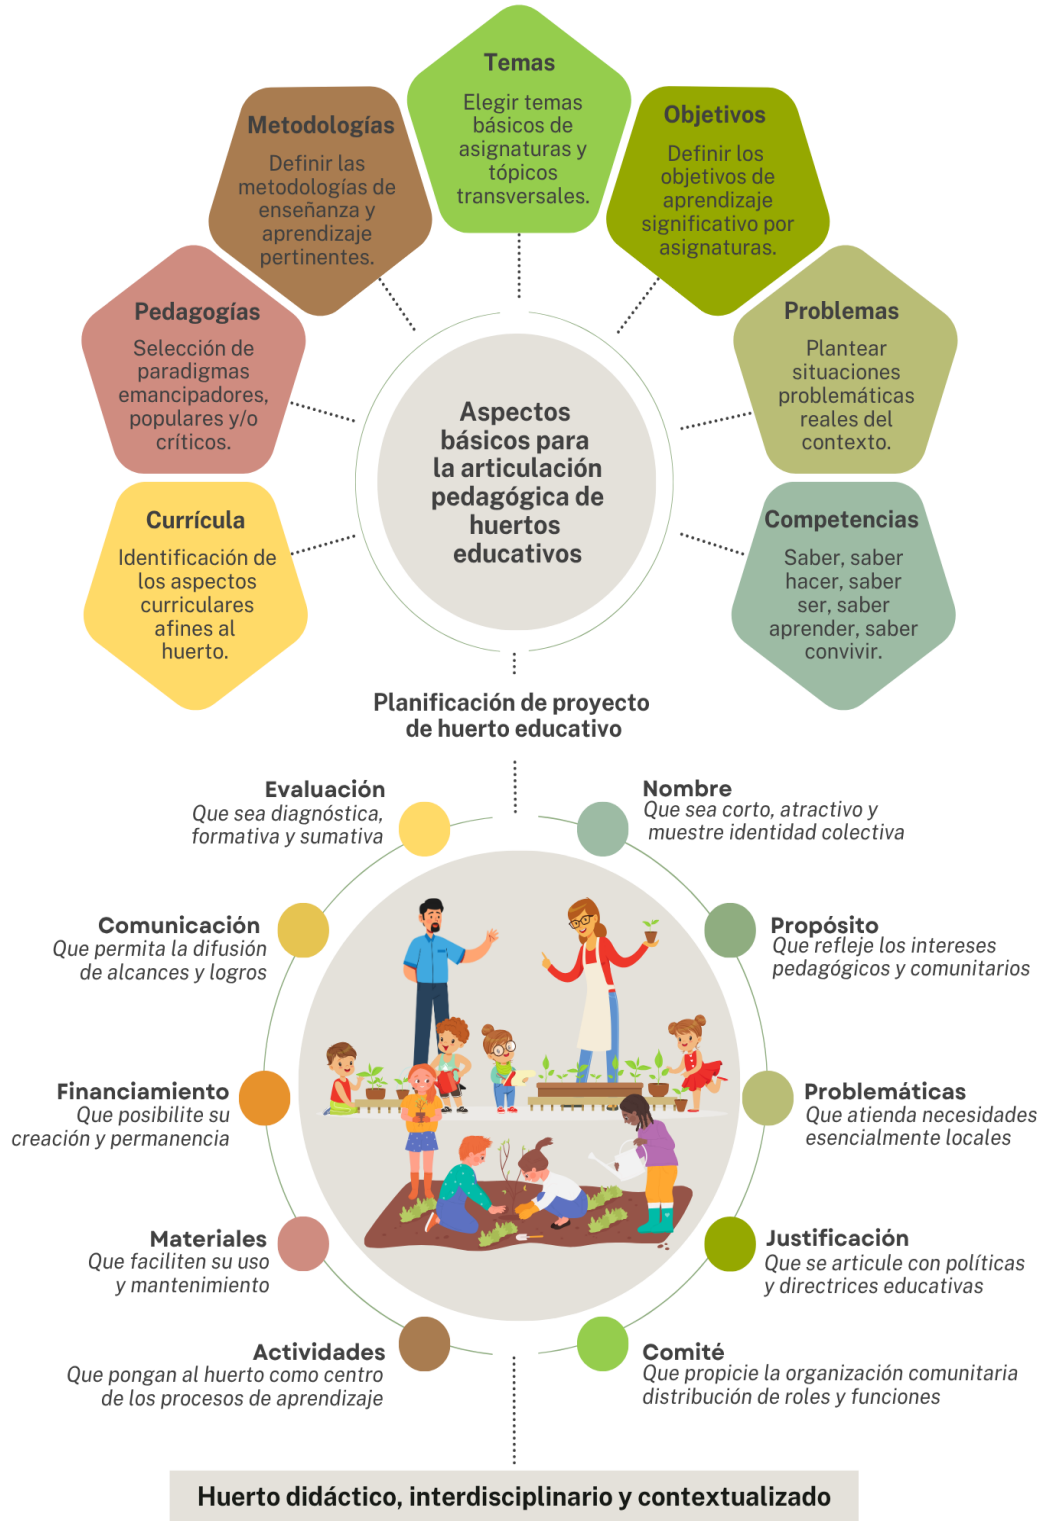 Temas
Elegir temas
básicos de
asignaturas y
tópicos
transversales.
Metodologías
Definir las
metodologías de
enseñanza y
aprendizaje
pertinentes.
Objetivos
Definir los
objetivos de
aprendizaje
significativo por
asignaturas.
Pedagogías
Selección de
paradigmas
emancipadores,
populares y/o
críticos.
Problemas
Plantear
situaciones
problemáticas
reales del
contexto.
Currícula
Identificación de
los aspectos
curriculares
afines al
huerto.
Competencias
Saber, saber
hacer, saber
ser, saber
aprender, saber
convivir.
Aspectos
básicos para
la articulación
pedagógica de
huertos
educativos
Planificación de proyecto
de huerto educativo
Evaluación
Que sea diagnóstica,
formativa y sumativa
Nombre
Que sea corto, atractivo y
muestre identidad colectiva
Comunicación
Que permita la difusión
de alcances y logros
Propósito
Que refleje los intereses
pedagógicos y comunitarios
Financiamiento
Que posibilite su
creación y permanencia
Problemáticas
Que atienda necesidades
esencialmente locales
Materiales
Que faciliten su uso
y mantenimiento
Justificación
Que se articule con políticas
y directrices educativas
Actividades
Que pongan al huerto como centro
de los procesos de aprendizaje
Comité
Que propicie la organización comunitaria
distribución de roles y funciones
Huerto didáctico, interdisciplinario y contextualizado